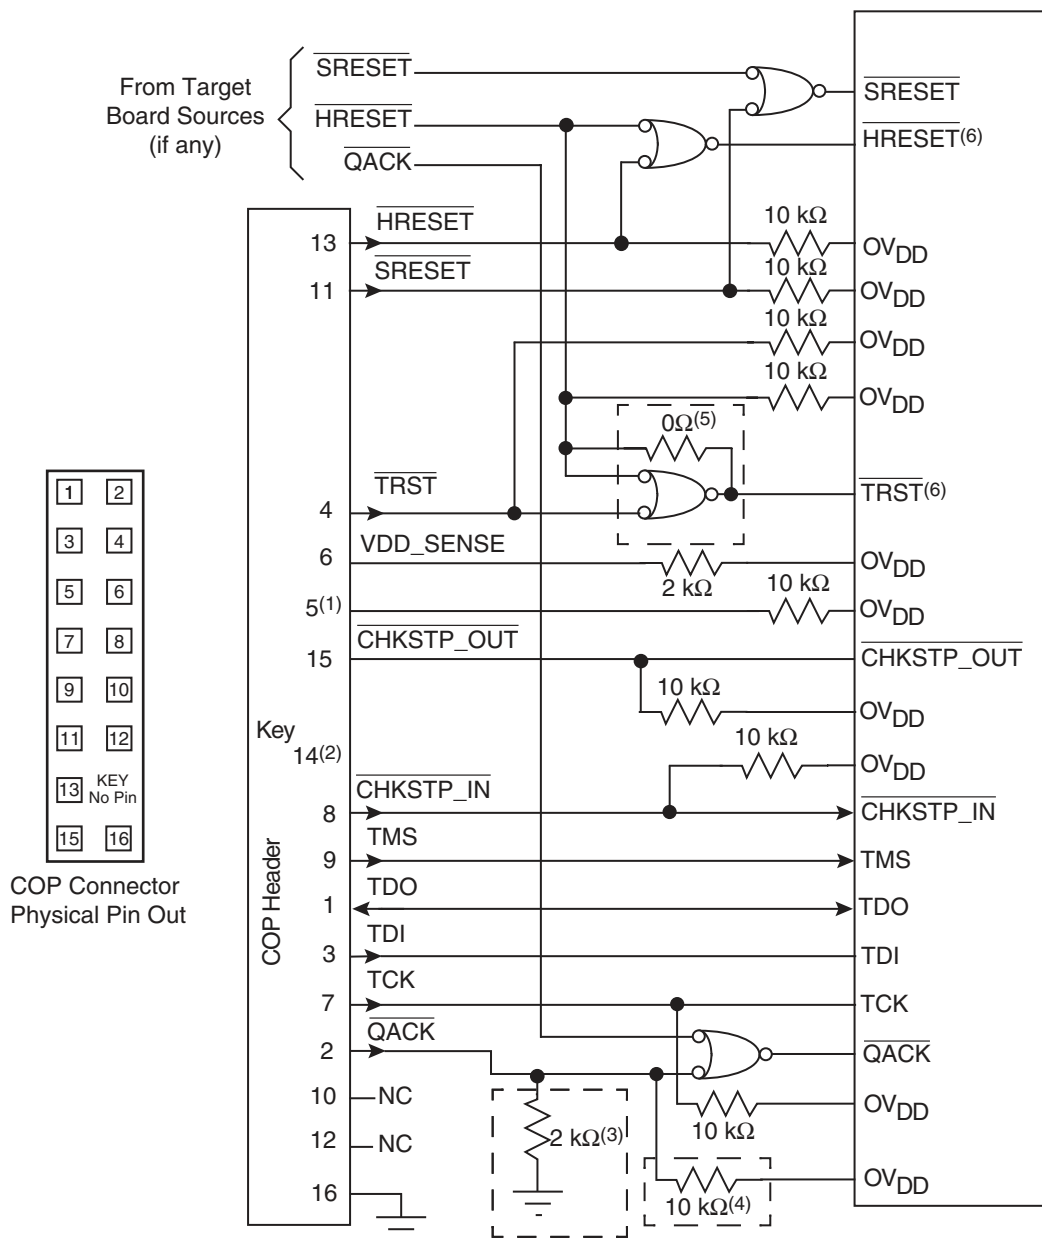 From Target
Board Sources
(if any)
SRESET
HRESET
QACK
SRESET
HRESET(6)
13
HRESET
10 kΩ
OVDD
11
SRESET
10 kΩ
OVDD
10 kΩ
OVDD
10 kΩ
OVDD
0Ω(5)
4
TRST
TRST(6)
6
VDD_SENSE
2 kΩ
OVDD
5(1)
10 kΩ
OVDD
15
CHKSTP_OUT
CHKSTP_OUT
10 kΩ
OVDD
Key
14(2)
10 kΩ
OVDD
8
CHKSTP_IN
CHKSTP_IN
9
TMS
TMS
1
TDO
TDO
3
TDI
TDI
7
TCK
TCK
2
QACK
QACK
10
NC
10 kΩ
OVDD
12
NC
2 kΩ(3)
16
10 kΩ(4)
OVDD
COP Header
1 2
3 4
5 6
7 8
9 10
11 12
13 KEY
No Pin
15 16
COP Connector
Physical Pin Out